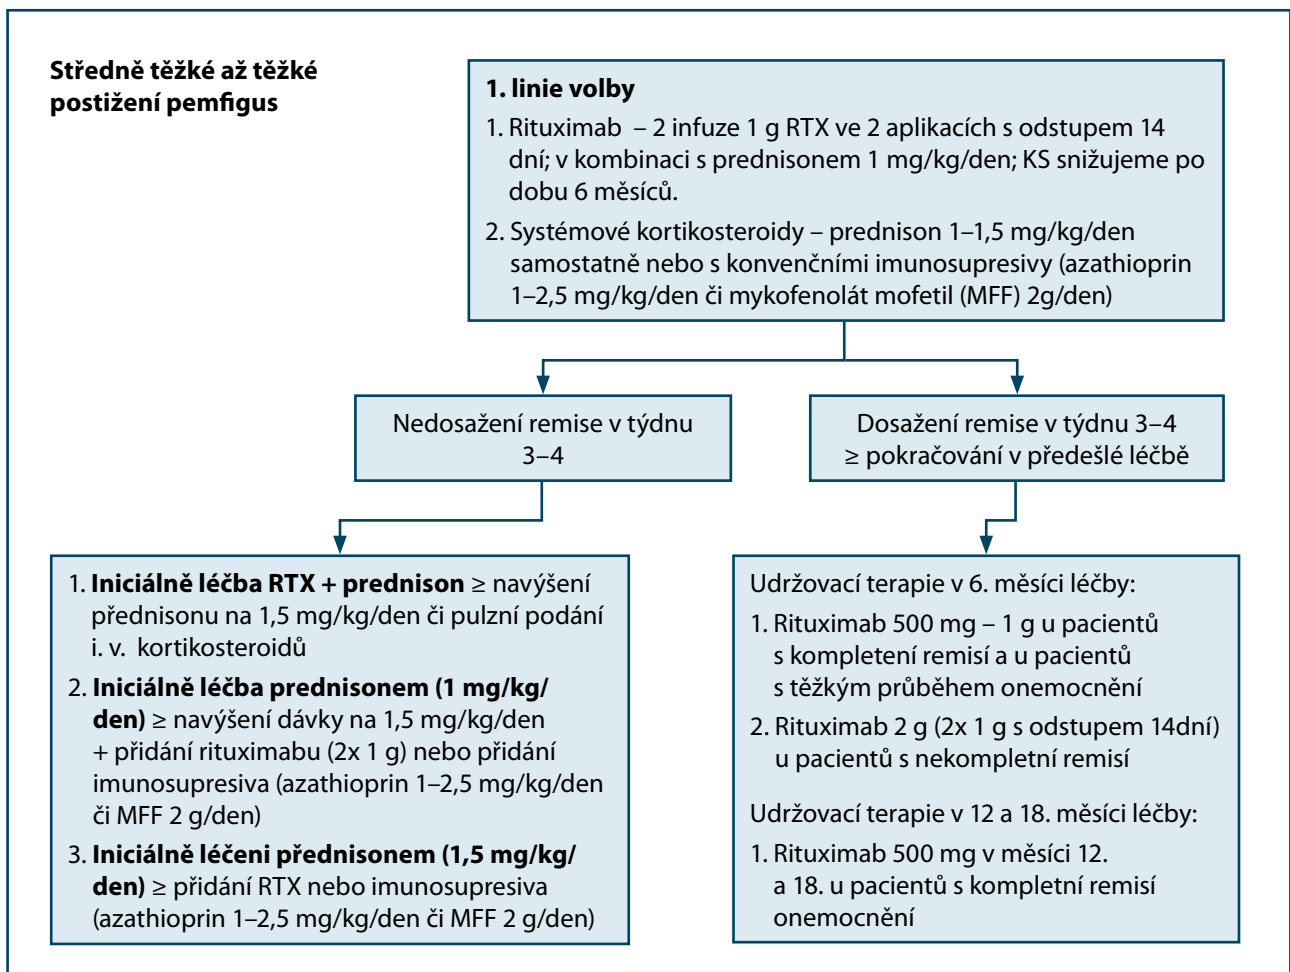 Středně těžké až těžké
postižení pemfigus
1. linie volby
1. Rituximab – 2 infuze 1 g RTX ve 2 aplikacích s odstupem 14
dní; v kombinaci s prednisonem 1 mg/kg/den; KS snižujeme po
dobu 6 měsíců.
2. Systémové kortikosteroidy – prednison 1–1,5 mg/kg/den
samostatně nebo s konvenčními imunosupresivy (azathioprin
1–2,5 mg/kg/den či mykofenolát mofetil (MFF) 2g/den)
Nedosažení remise v týdnu
3–4
Dosažení remise v týdnu 3–4
≥ pokračování v předešlé léčbě
1. Iniciálně léčba RTX + prednison ≥ navýšení
přednisonu na 1,5 mg/kg/den či pulzní podání
i. v. kortikosteroidů
2. Iniciálně léčba prednisonem (1 mg/kg/
den) ≥ navýšení dávky na 1,5 mg/kg/den
+ přidání rituximabu (2x 1 g) nebo přidání
imunosupresiva (azathioprin 1–2,5 mg/kg/den
či MFF 2 g/den)
3. Iniciálně léčeni přednisonem (1,5 mg/kg/
den) ≥ přidání RTX nebo imunosupresiva
(azathioprin 1–2,5 mg/kg/den či MFF 2 g/den)
Udržovací terapie v 6. měsíci léčby:
1. Rituximab 500 mg – 1 g u pacientů
s kompletení remisí a u pacientů
s těžkým průběhem onemocnění
2. Rituximab 2 g (2x 1 g s odstupem 14dní)
u pacientů s nekompletní remisí
Udržovací terapie v 12 a 18. měsíci léčby:
1. Rituximab 500 mg v měsíci 12.
a 18. u pacientů s kompletní remisí
onemocnění